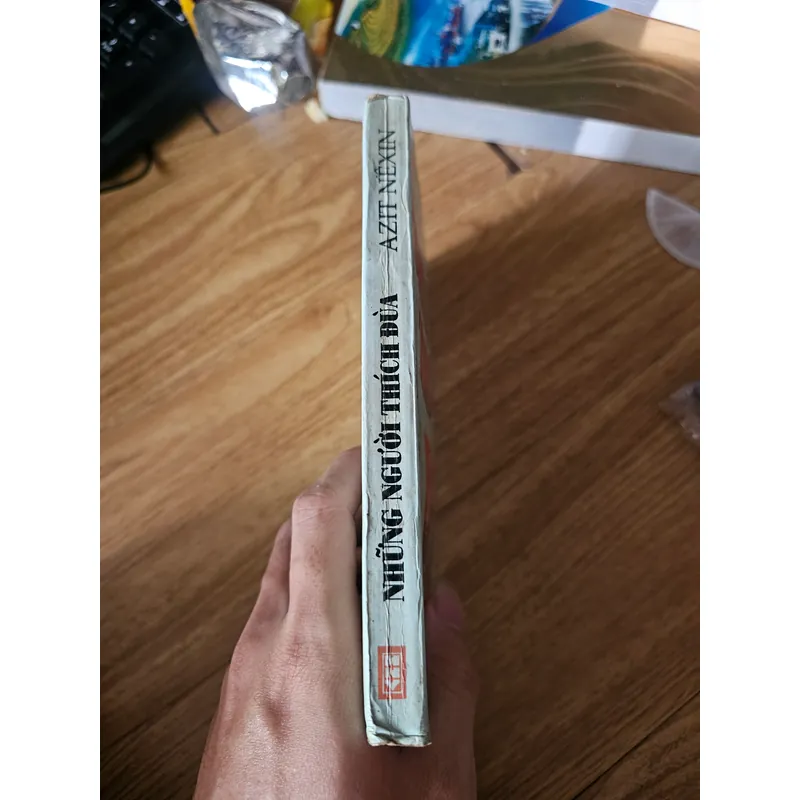 AZIT NÊXIN
NHỮNG NGƯỜI THÍCH ĐÙA